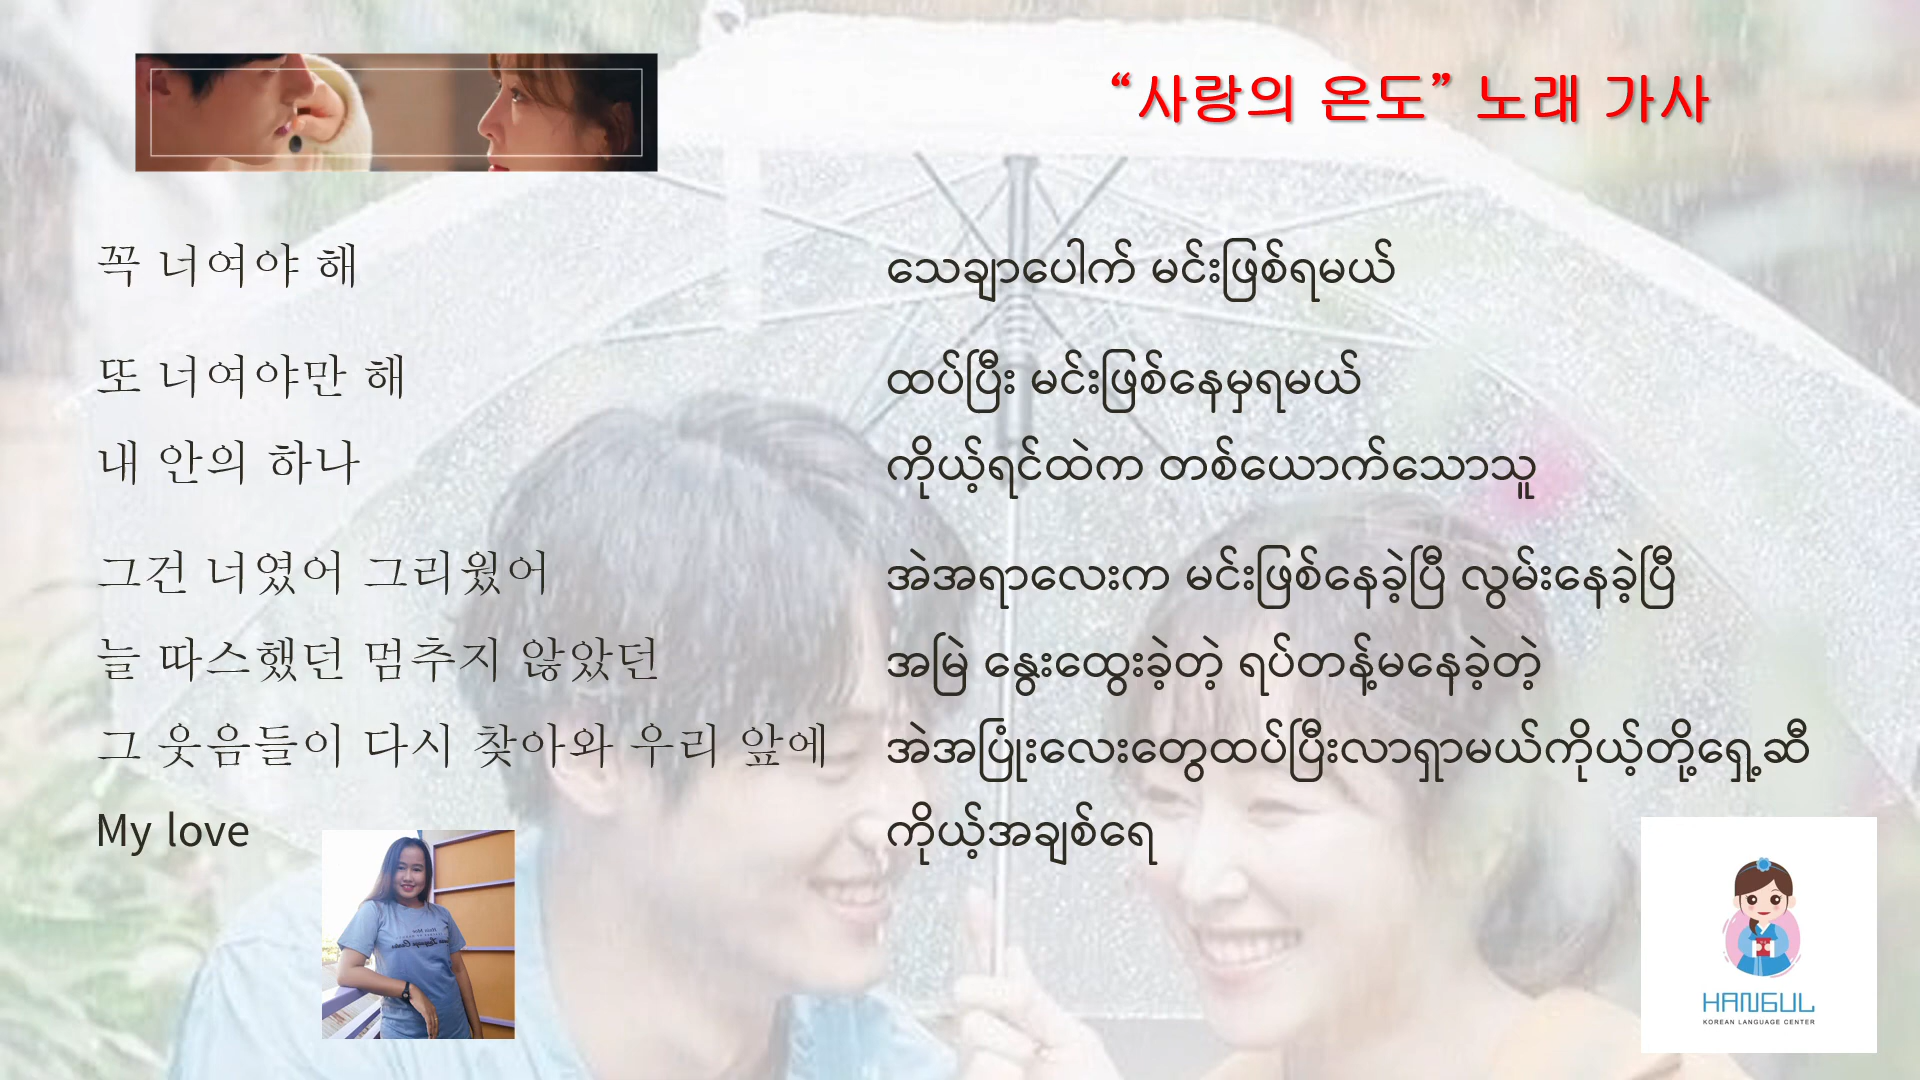 “사랑의 온도” 노래 가사
꼭 너여야 해
သေချာပေါက် မင်းဖြစ်ရမယ်
또 너여야만 해
ထပ်ပြီး မင်းဖြစ်နေမှရမယ်
내 안의 하나
ကိုယ့်ရင်ထဲက တစ်ယောက်သောသူ
그건 너였어 그리웠어
အဲအရာလေးက မင်းဖြစ်နေခဲ့ပြီ လွမ်းနေခဲ့ပြီ
늘 따스했던 멈추지 않았던
အမြဲ နွေးထွေးခဲ့တဲ့ ရပ်တန့်မနေခဲ့တဲ့
그 웃음들이 다시 찾아와 우리 앞에
အဲအပြုံးလေးတွေထပ်ပြီးလာရှာမယ်ကိုယ့်တို့ရှေ့ဆီ
My love
ကိုယ့်အချစ်ရေ
HANGUL
KOREAN LANGUAGE CENTER